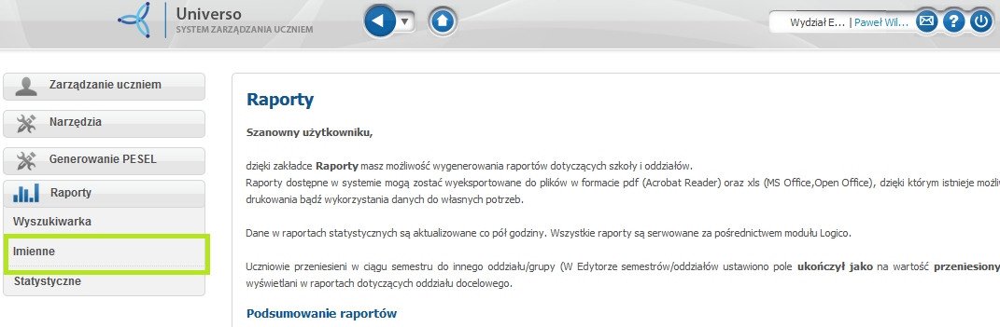 Universo
SYSTEM ZARZĄDZANIA UCZNIEM
Wydział E... | Paweł Wil...
Zarządzanie uczniem
Narzędzia
Generowanie PESEL
Raporty
Wyszukiwarka
Imienne
Statystyczne
Raporty
Szanowny użytkowniku,
dzięki zakładce Raporty masz możliwość wygenerowania raportów dotyczących szkoły i oddziałów.
Raporty dostępne w systemie mogą zostać wyeksportowane do plików w formacie pdf (Acrobat Reader) oraz xls (MS Office,Open Office), dzięki którym istnieje możli
drukowania bądź wykorzystania danych do własnych potrzeb.
Dane w raportach statystycznych są aktualizowane co pół godziny. Wszystkie raporty są serwowane za pośrednictwem modułu Logico.
Uczniowie przeniesieni w ciągu semestru do innego oddziału/grupy (W Edytorze semestrów/oddziałów ustawiono pole ukończył jako na wartość przeniesiony
wyświetlani w raportach dotyczących oddziału docelowego.
Podsumowanie raportów